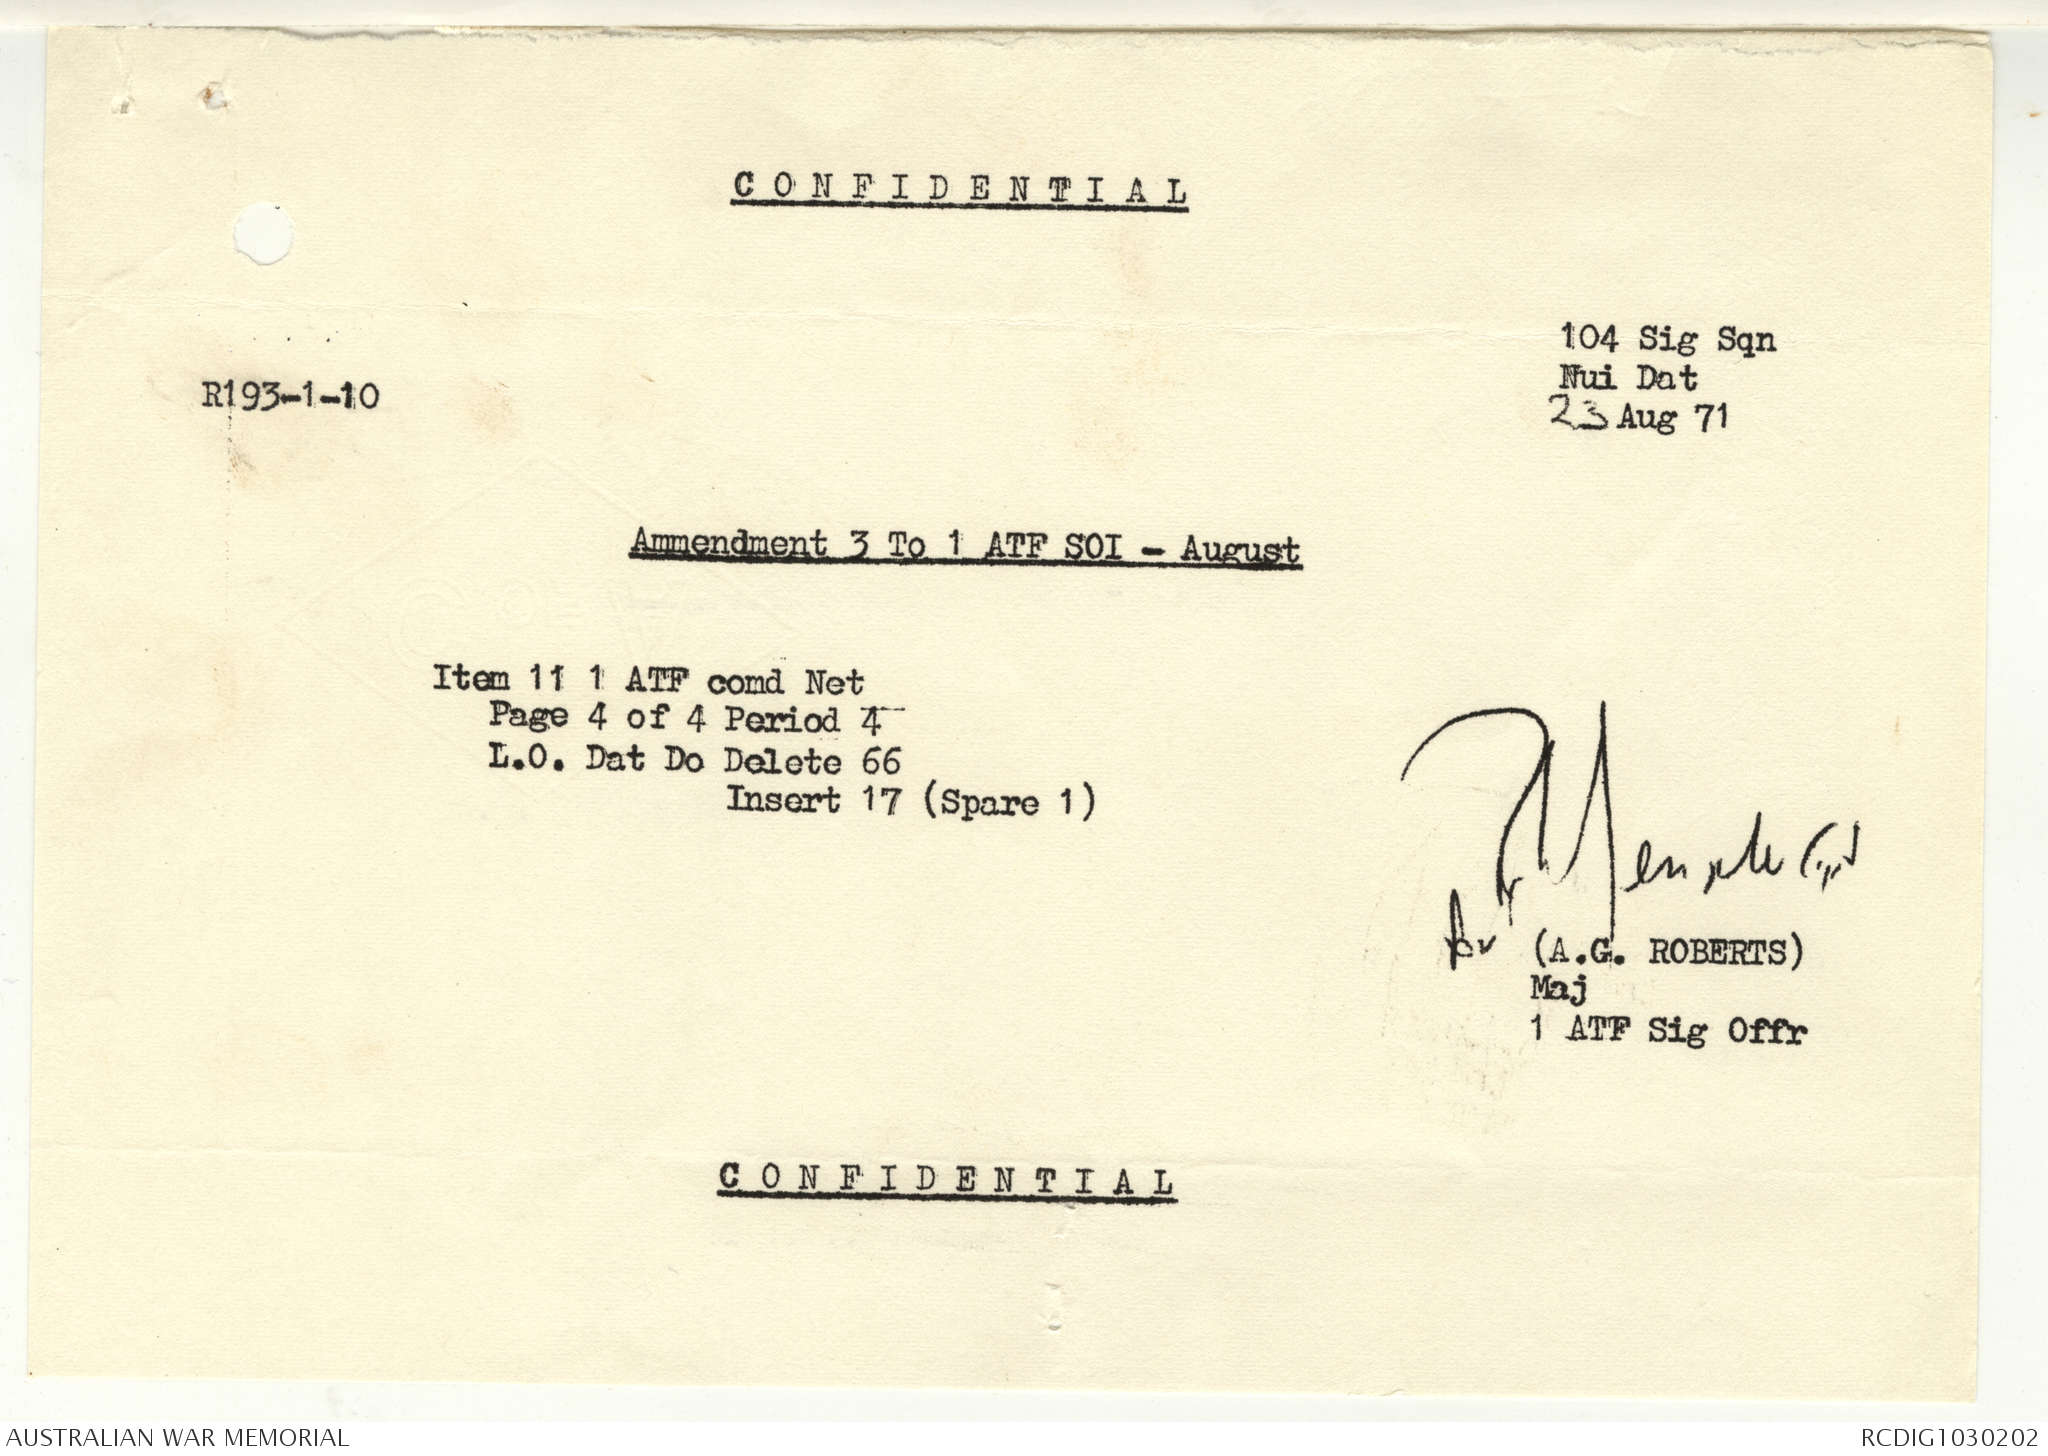 CONFIDENTIAL
104 Sig Sqn
Nui Dat
23 Aug 71
R193-1-10
Ammendment 3 To 1 ATF SOI - August
Item 11 1 ATF comd Net
Page 4 of 4 Period 4
L.O. Dat Do Delete 66
Insert 17 (Spare 1)
for (A.G. ROBERTS)
Maj
1 ATF Sig Offr
CONFIDENTIAL
AUSTRALIAN WAR MEMORIAL
RCDIG1030202